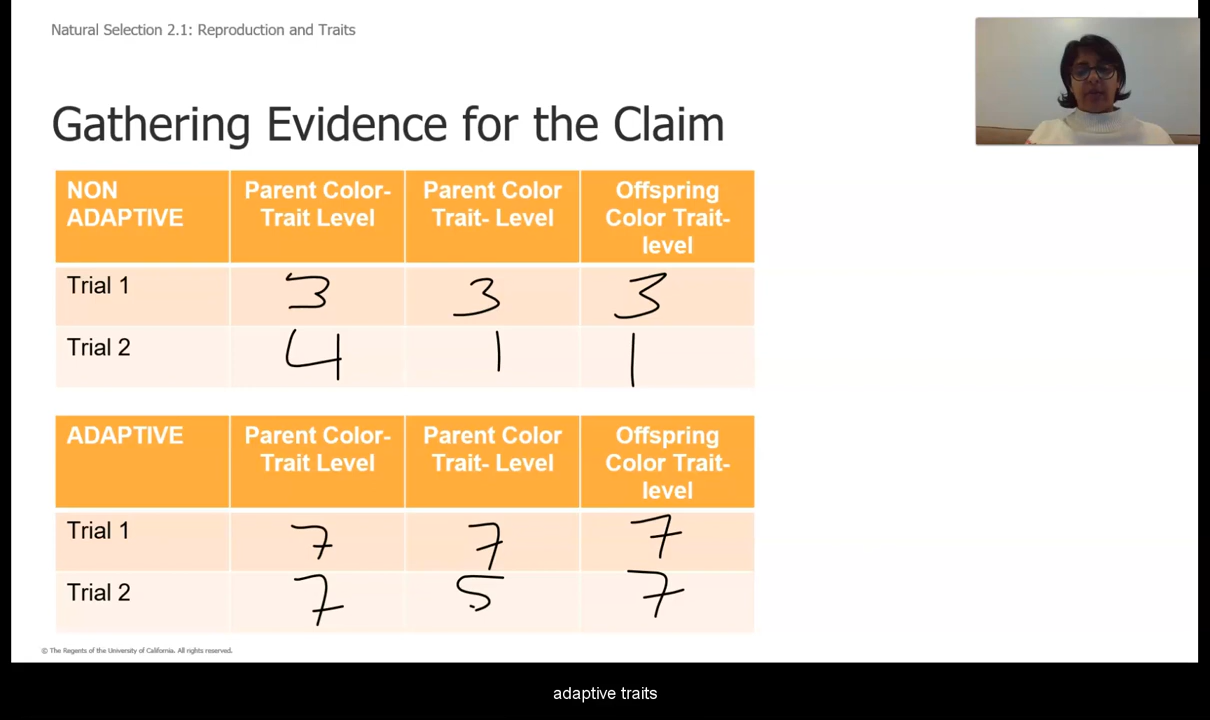 Natural Selection 2.1: Reproduction and Traits
Gathering Evidence for the Claim
NON ADAPTIVE Parent Color-Trait Level Parent Color Trait- Level Offspring Color Trait-level
Trial 1 3 3 3
Trial 2 4 1 1
ADAPTIVE Parent Color-Trait Level Parent Color Trait- Level Offspring Color Trait-level
Trial 1 7 7 7
Trial 2 7 5 7
© The Regents of the University of California. All rights reserved.
adaptive traits